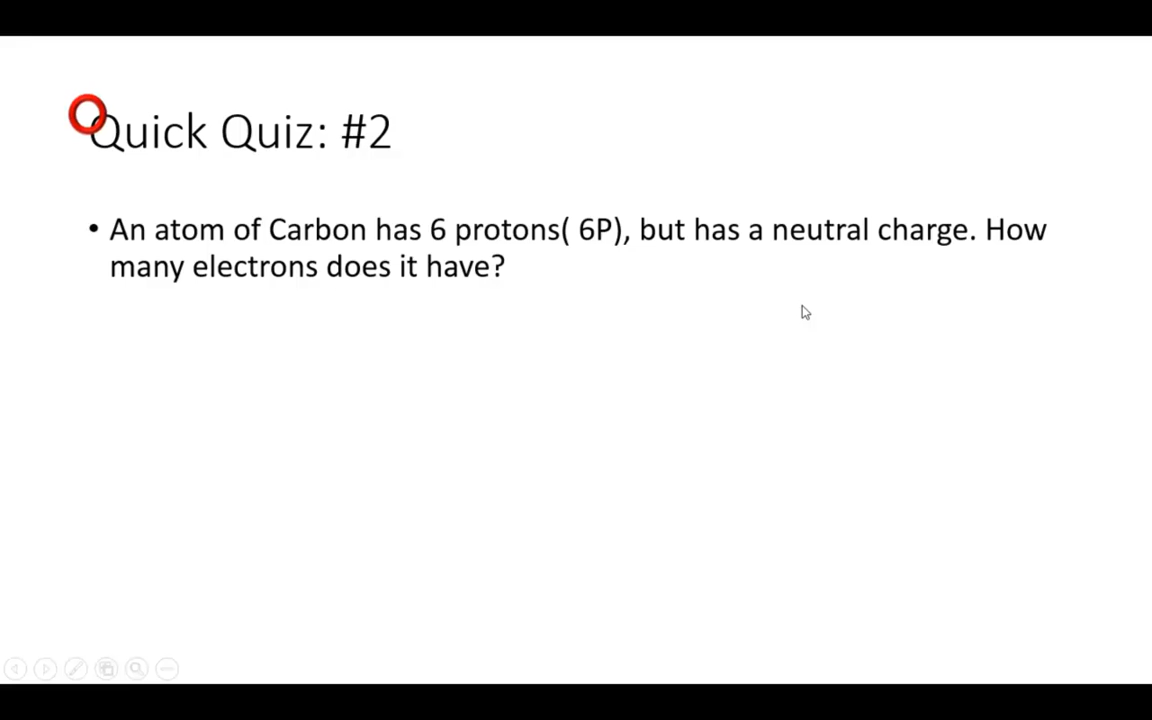 Quick Quiz: #2
• An atom of Carbon has 6 protons( 6P), but has a neutral charge. How
many electrons does it have?